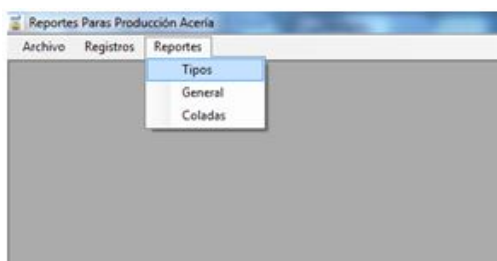 Reportes Paras Producción Acería
Archivo Registros Reportes
Tipos
General
Coladas